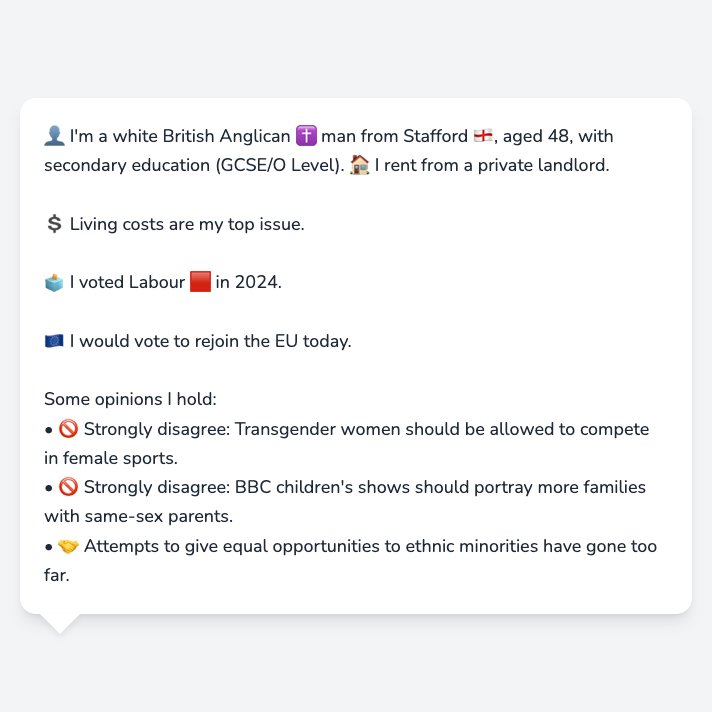 👤 I'm a white British Anglican ✝️ man from Stafford 🏴󠁧󠁢󠁥󠁮󠁧󠁿, aged 48, with
secondary education (GCSE/O Level). 🏠 I rent from a private landlord.
💲 Living costs are my top issue.
🗳️ I voted Labour 🟥 in 2024.
🇪🇺 I would vote to rejoin the EU today.
Some opinions I hold:
• 🚫 Strongly disagree: Transgender women should be allowed to compete
in female sports.
• 🚫 Strongly disagree: BBC children's shows should portray more families
with same-sex parents.
• 🤝 Attempts to give equal opportunities to ethnic minorities have gone too
far.